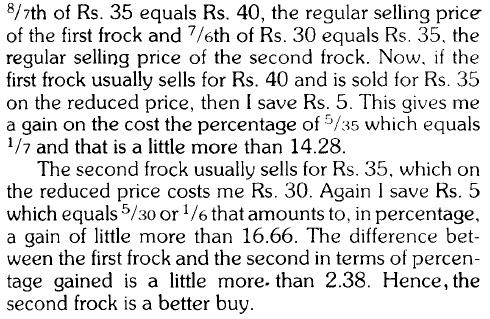 8/7th of Rs. 35 equals Rs. 40, the regular selling price
of the first frock and 7/6th of Rs. 30 equals Rs. 35, the
regular selling price of the second frock. Now, if the
first frock usually sells for Rs. 40 and is sold for Rs. 35
on the reduced price, then I save Rs. 5. This gives me
a gain on the cost the percentage of 5/35 which equals
1/7 and that is a little more than 14.28.
The second frock usually sells for Rs. 35, which on
the reduced price costs me Rs. 30. Again I save Rs. 5
which equals 5/30 or 1/6 that amounts to, in percentage,
a gain of little more than 16.66. The difference bet-
ween the first frock and the second in terms of percen-
tage gained is a little more. than 2.38. Hence, the
second frock is a better buy.